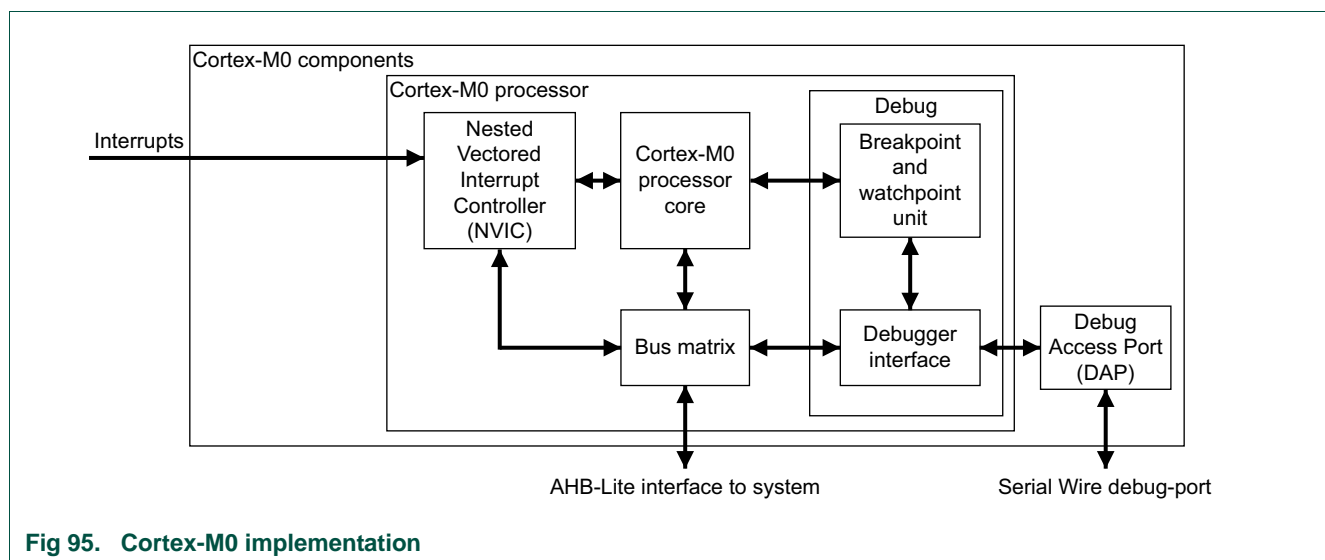 Cortex-M0 components
Cortex-M0 processor
Debug
Interrupts
Nested
Vectored
Interrupt
Controller
(NVIC)
Cortex-M0
processor
core
Breakpoint
and
watchpoint
unit
Bus matrix
Debugger
interface
Debug
Access Port
(DAP)
AHB-Lite interface to system
Serial Wire debug-port
Fig 95. Cortex-M0 implementation